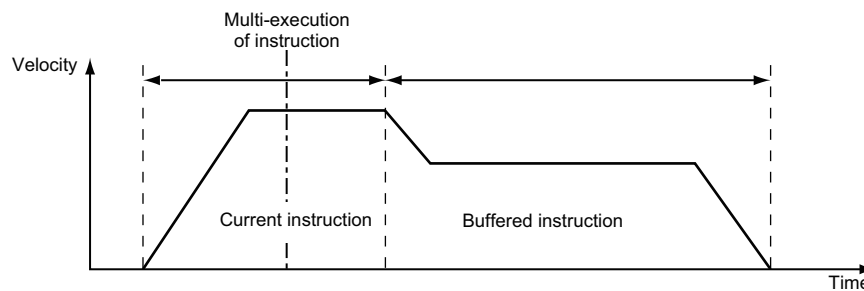 Multi-execution
of instruction
Velocity
Current instruction
Buffered instruction
Time